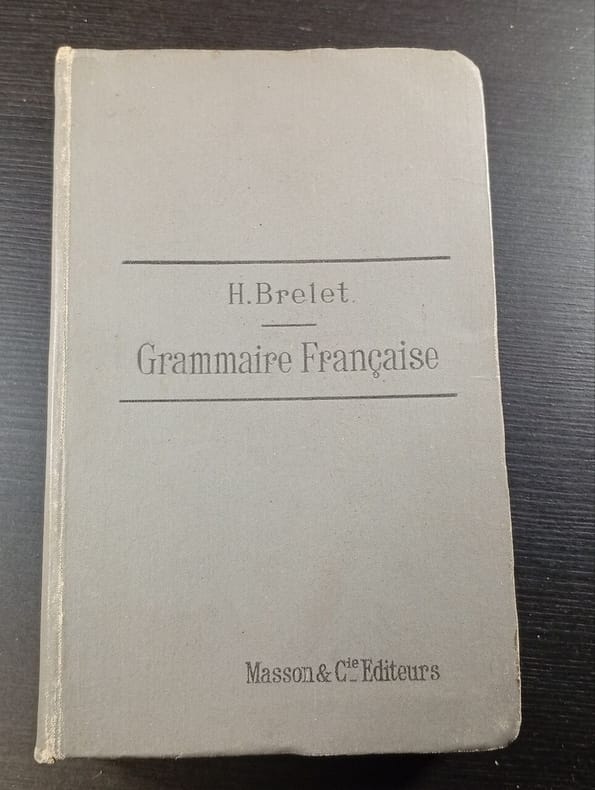 H. Brelet.
Grammaire Française
Masson & Cie Editeurs